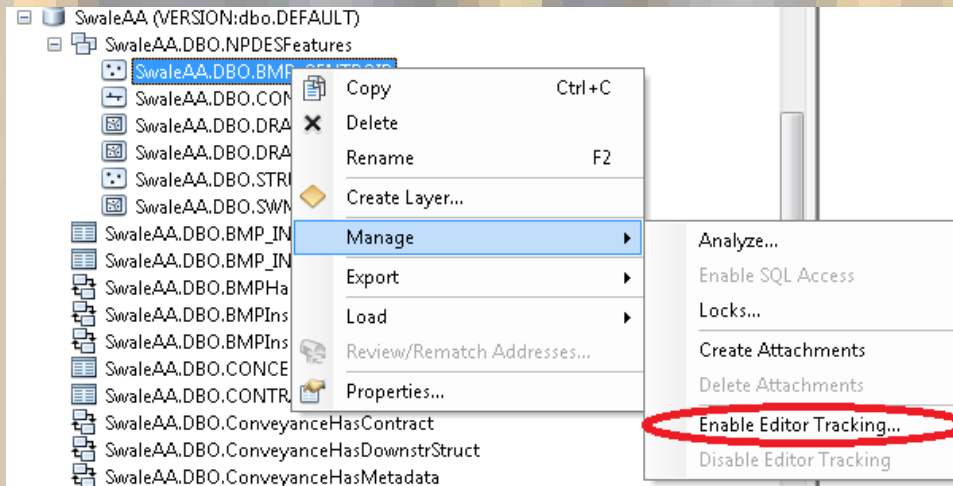 SwaleAA (VERSION:dbo.DEFAULT)
SwaleAA.DBO.NPDESFeatures
SwaleAA.DBO.BMP_CENTROID
SwaleAA.DBO.CON
SwaleAA.DBO.DRA
SwaleAA.DBO.DRA
SwaleAA.DBO.STRU
SwaleAA.DBO.SWM
SwaleAA.DBO.BMP_IN
SwaleAA.DBO.BMP_IN
SwaleAA.DBO.BMPHa
SwaleAA.DBO.BMPIns
SwaleAA.DBO.BMPIns
SwaleAA.DBO.CONCE
SwaleAA.DBO.CONTRA
SwaleAA.DBO.ConveyanceHasContract
SwaleAA.DBO.ConveyanceHasDownstrStruct
SwaleAA.DBO.ConveyanceHasMetadata
Copy Ctrl+C
Delete
Rename F2
Create Layer...
Manage
Export
Load
Review/Rematch Addresses...
Properties...
Analyze...
Enable SQL Access
Locks...
Create Attachments
Delete Attachments
Enable Editor Tracking...
Disable Editor Tracking